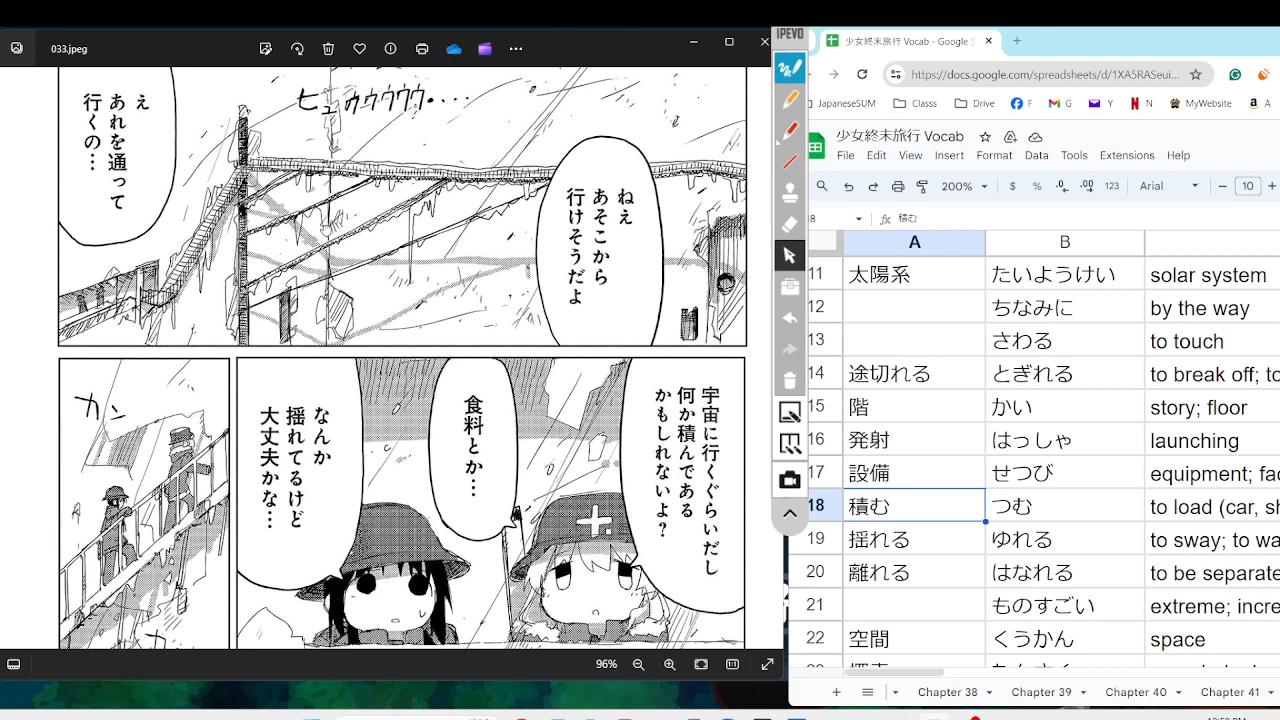 033.jpeg
ヒュゥウウウウ・・・・
ねえ
あそこから
行けそうだよ
え
あれを通って
行くの…
宇宙に行くぐらいだし
何か積んである
かもしれないよ?
食料とか…
なんか
揺れてるけど
大丈夫かな…
カン
96%
IPEVO
少女終末旅行 Vocab - Google S
https://docs.google.com/spreadsheets/d/1XA5RASeui...
JapaneseSUM
Classs
Drive
F
G
Y
N
MyWebsite
A
少女終末旅行 Vocab
File Edit View Insert Format Data Tools Extensions Help
200% $ % .0 .00 123 Arial 10
fx 積む
A B
11 太陽系 たいようけい solar system
12 ちなみに by the way
13 さわる to touch
14 途切れる とぎれる to break off; to
15 階 かい story; floor
16 発射 はっしゃ launching
17 設備 せつび equipment; fac
18 積む つむ to load (car, sh
19 揺れる ゆれる to sway; to wa
20 離れる はなれる to be separate
21 ものすごい extreme; incre
22 空間 くうかん space
Chapter 38 Chapter 39 Chapter 40 Chapter 41